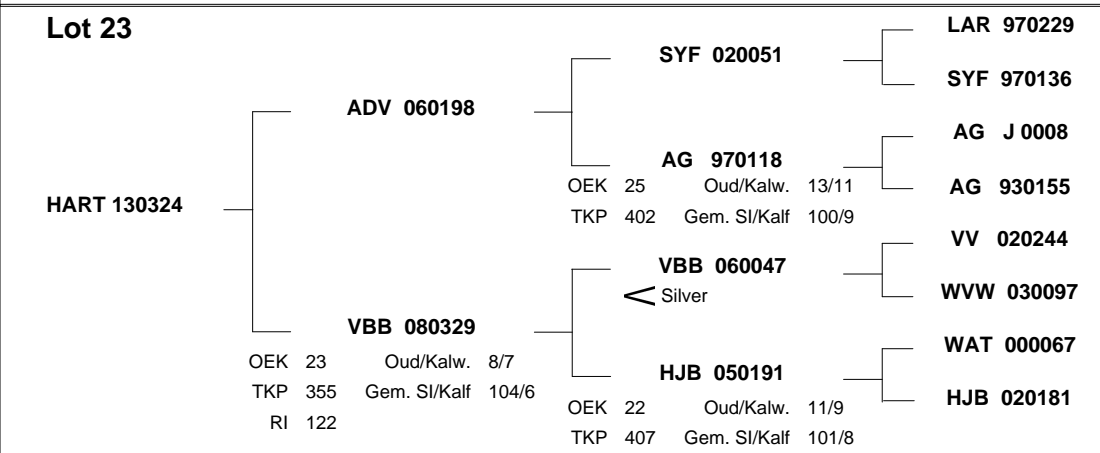 Lot 23
LAR 970229
SYF 020051
SYF 970136
ADV 060198
AG J 0008
AG 970118
OEK 25 Oud/Kalw. 13/11
AG 930155
HART 130324
TKP 402 Gem. SI/Kalf 100/9
VV 020244
VBB 060047
Silver
WVW 030097
VBB 080329
WAT 000067
OEK 23 Oud/Kalw. 8/7
HJB 050191
TKP 355 Gem. SI/Kalf 104/6
HJB 020181
OEK 22 Oud/Kalw. 11/9
RI 122
TKP 407 Gem. SI/Kalf 101/8